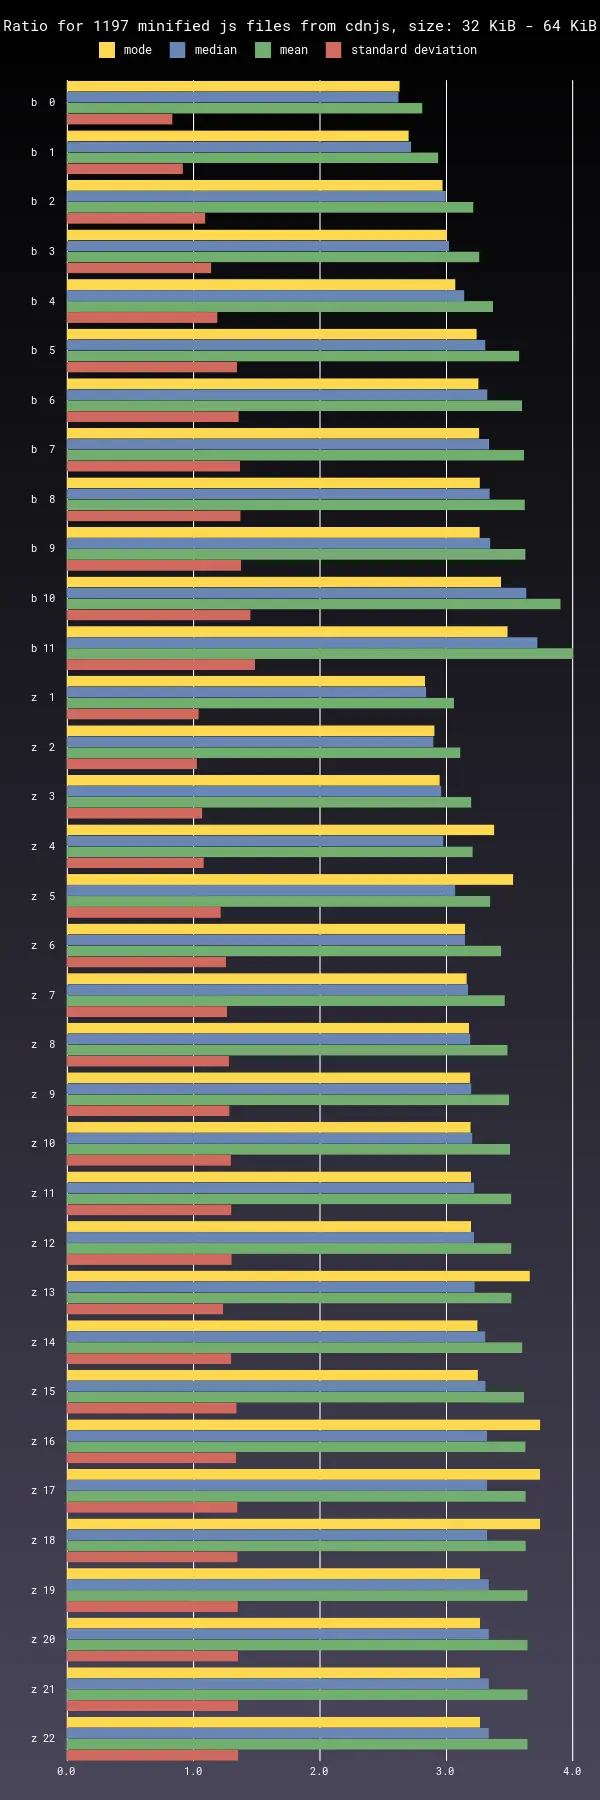 Ratio for 1197 minified js files from cdnjs, size: 32 KiB - 64 KiB
mode median mean standard deviation
b 0
b 1
b 2
b 3
b 4
b 5
b 6
b 7
b 8
b 9
b 10
b 11
z 1
z 2
z 3
z 4
z 5
z 6
z 7
z 8
z 9
z 10
z 11
z 12
z 13
z 14
z 15
z 16
z 17
z 18
z 19
z 20
z 21
z 22
0.0 1.0 2.0 3.0 4.0